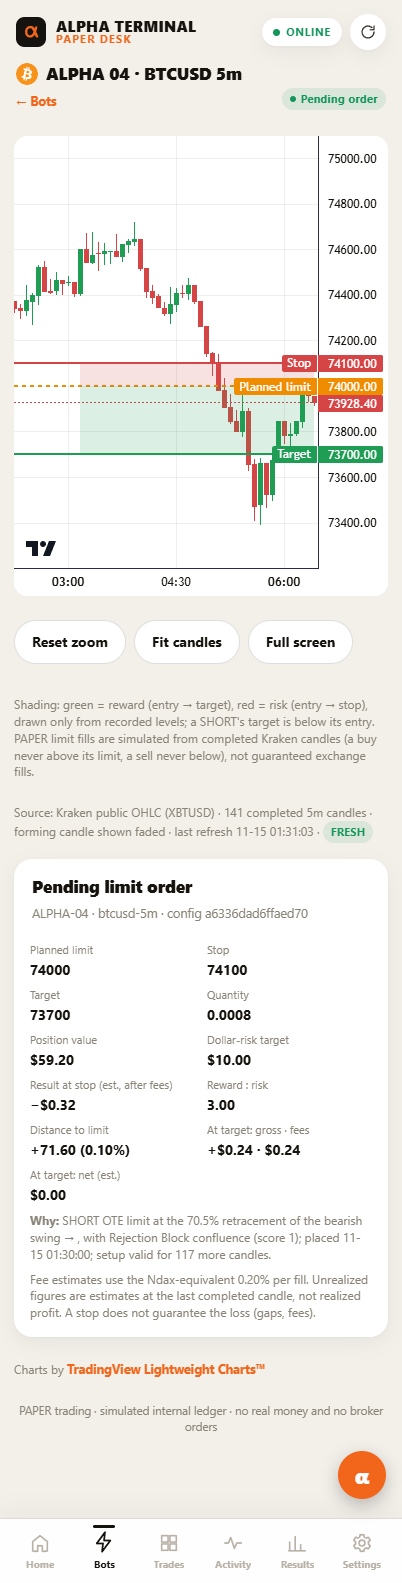 α ALPHA TERMINAL
PAPER DESK
ONLINE
ALPHA 04 · BTCUSD 5m
← Bots
Pending order
75000.00
74800.00
74600.00
74400.00
74200.00
Stop 74100.00
Planned limit 74000.00
73928.40
73800.00
Target 73700.00
73600.00
73400.00
03:00 04:30 06:00
Reset zoom Fit candles Full screen
Shading: green = reward (entry → target), red = risk (entry → stop),
drawn only from recorded levels; a SHORT's target is below its entry.
PAPER limit fills are simulated from completed Kraken candles (a buy
never above its limit, a sell never below), not guaranteed exchange
fills.
Source: Kraken public OHLC (XBTUSD) · 141 completed 5m candles ·
forming candle shown faded · last refresh 11-15 01:31:03 · FRESH
Pending limit order
ALPHA-04 · btcusd-5m · config a6336dad6ffaed70
Planned limit Stop
74000 74100
Target Quantity
73700 0.0008
Position value Dollar-risk target
$59.20 $10.00
Result at stop (est., after fees) Reward : risk
−$0.32 3.00
Distance to limit At target: gross · fees
+71.60 (0.10%) +$0.24 · $0.24
At target: net (est.)
$0.00
Why: SHORT OTE limit at the 70.5% retracement of the bearish
swing → , with Rejection Block confluence (score 1); placed 11-
15 01:30:00; setup valid for 117 more candles.
Fee estimates use the Ndax-equivalent 0.20% per fill. Unrealized
figures are estimates at the last completed candle, not realized
profit. A stop does not guarantee the loss (gaps, fees).
Charts by TradingView Lightweight Charts™
PAPER trading · simulated internal ledger · no real money and no broker
orders
α
Home Bots Trades Activity Results Settings